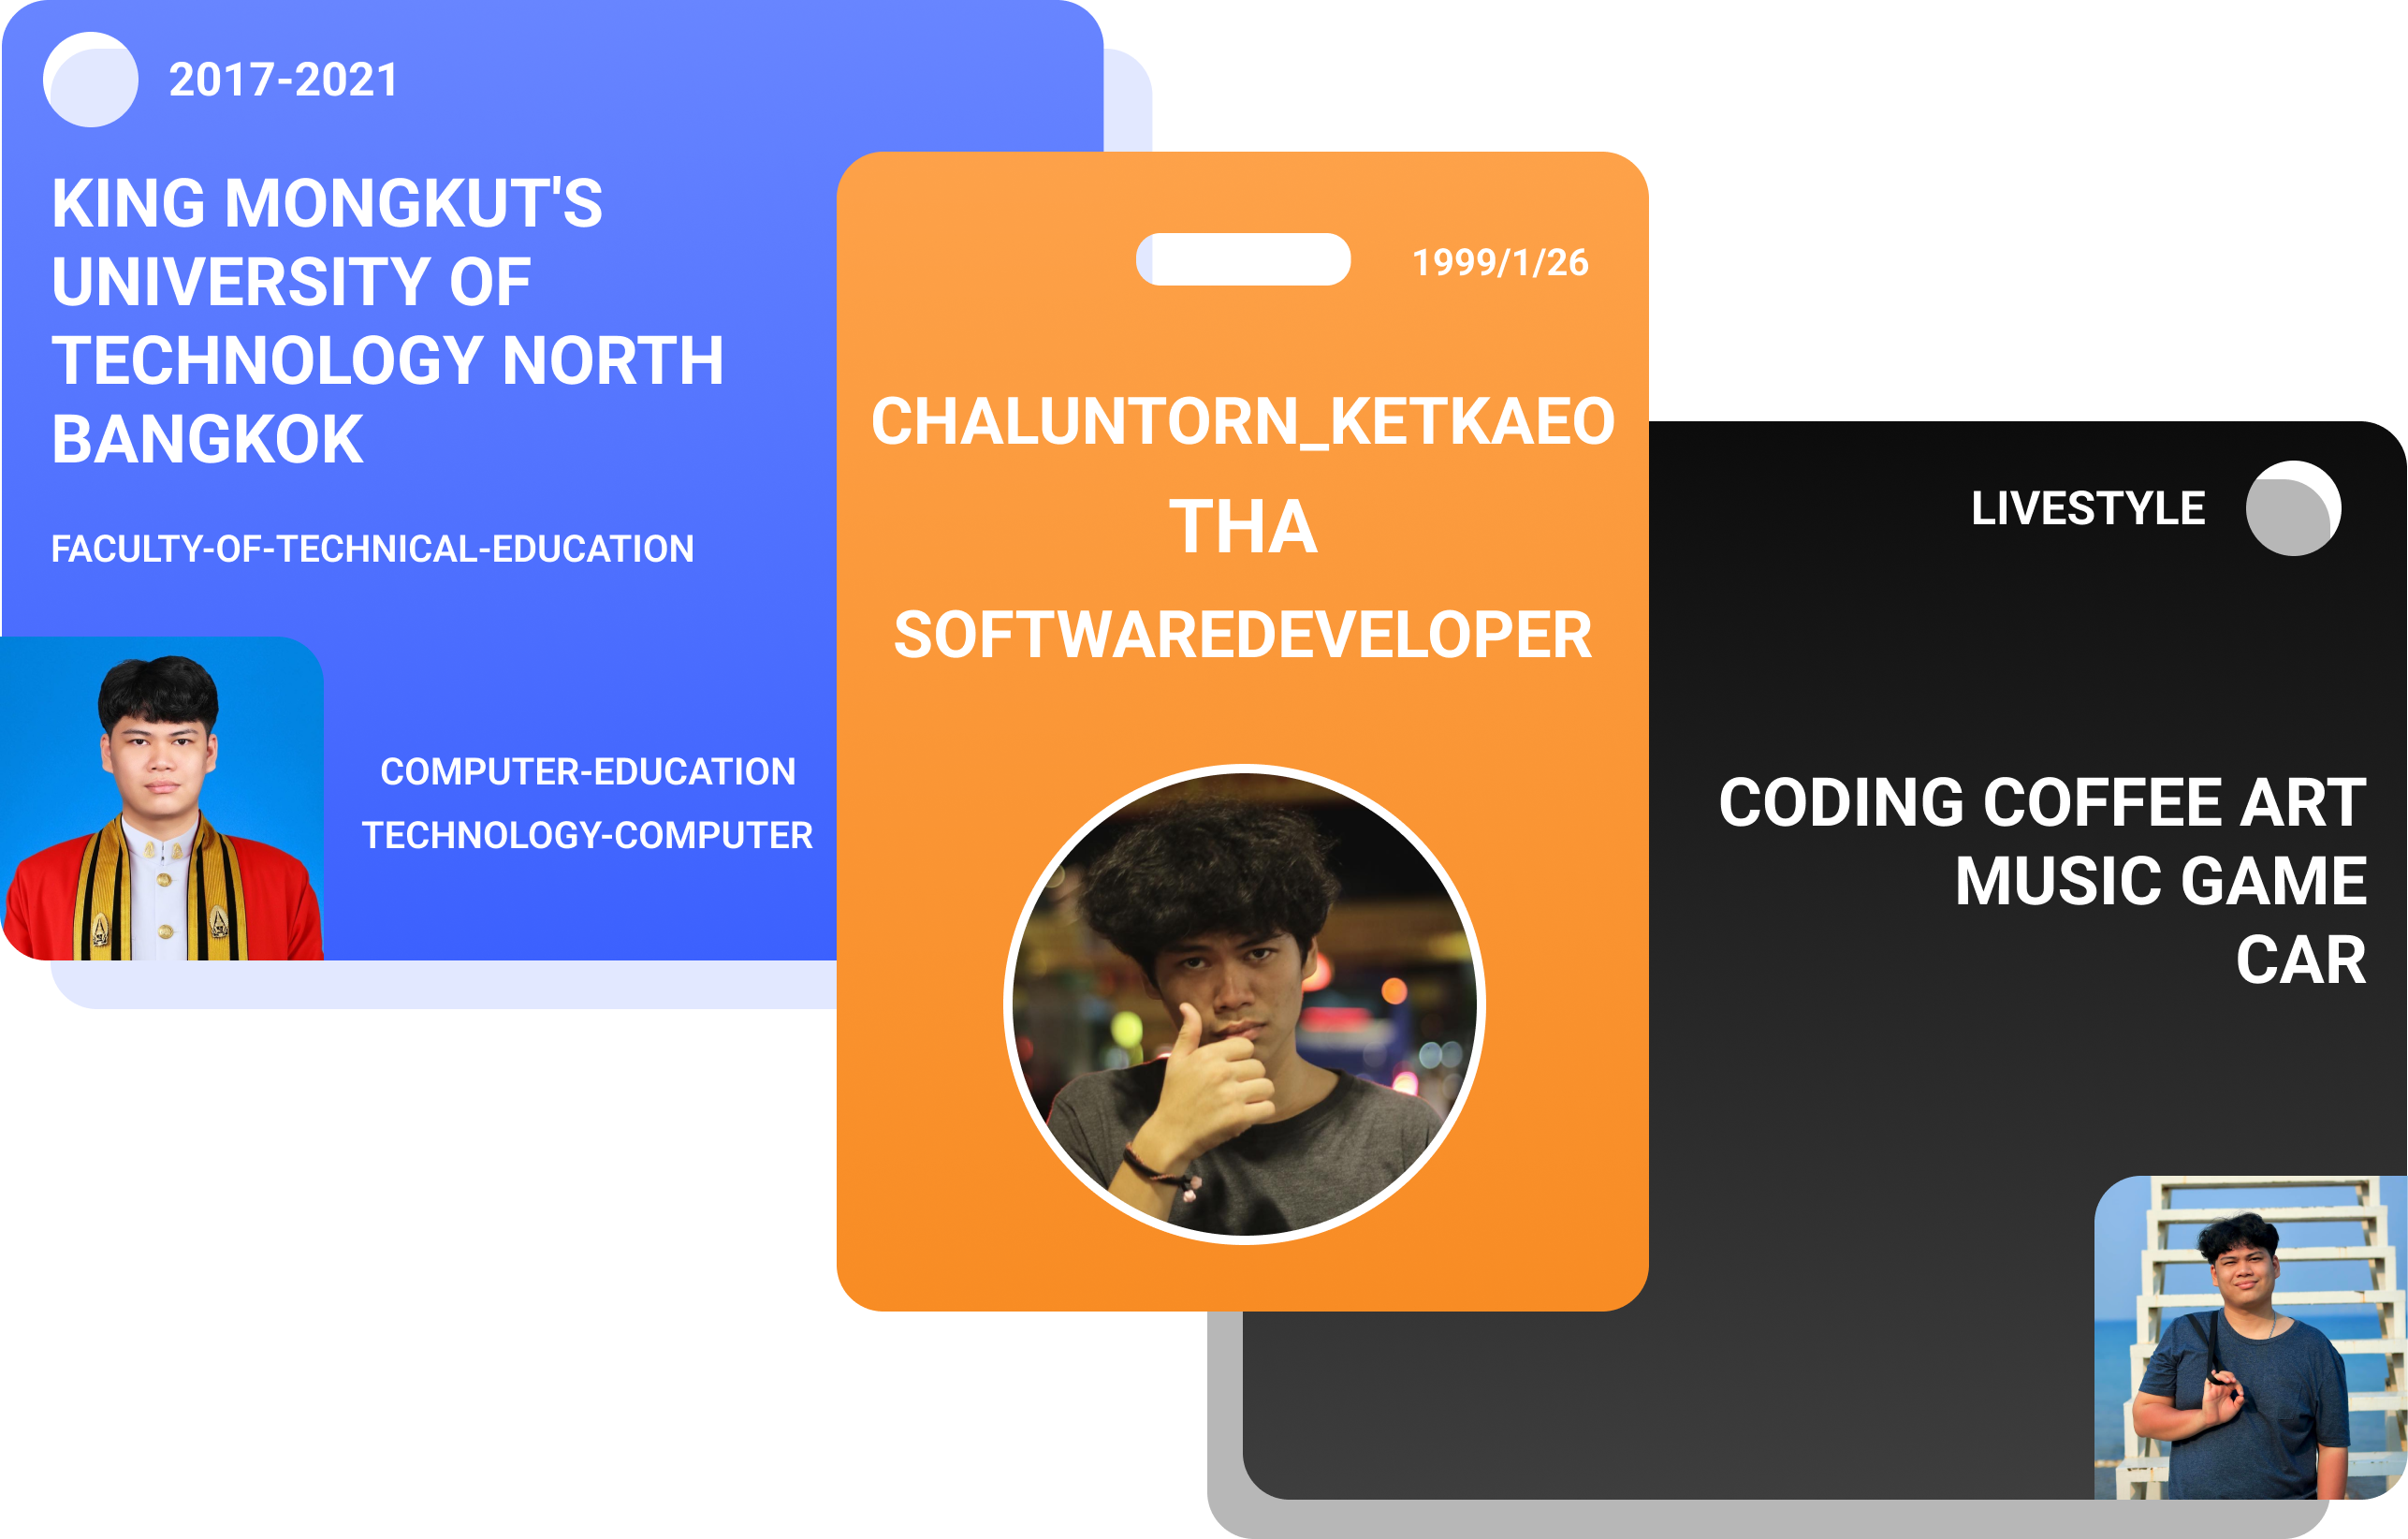 2017-2021
KING MONGKUT'S
UNIVERSITY OF
TECHNOLOGY NORTH
BANGKOK
FACULTY-OF-TECHNICAL-EDUCATION
COMPUTER-EDUCATION
TECHNOLOGY-COMPUTER
1999/1/26
CHALUNTORN_KETKAEO
THA
SOFTWAREDEVELOPER
LIVESTYLE
CODING COFFEE ART
MUSIC GAME
CAR